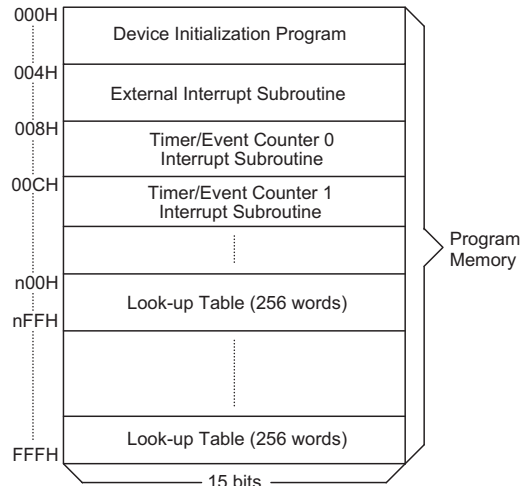 000H
Device Initialization Program
004H
External Interrupt Subroutine
008H
Timer/Event Counter 0
Interrupt Subroutine
00CH
Timer/Event Counter 1
Interrupt Subroutine
Program
Memory
n00H
Look-up Table (256 words)
nFFH
Look-up Table (256 words)
FFFH
15 bits